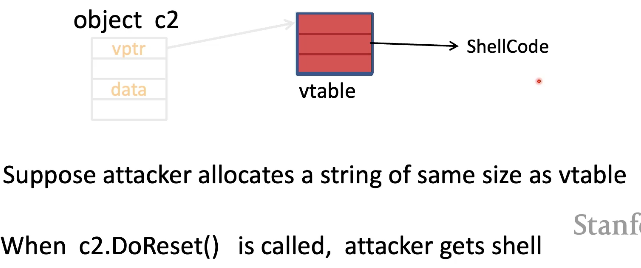 object c2
vptr
ShellCode
data
vtable
Suppose attacker allocates a string of same size as vtable
When c2.DoReset() is called, attacker gets shell